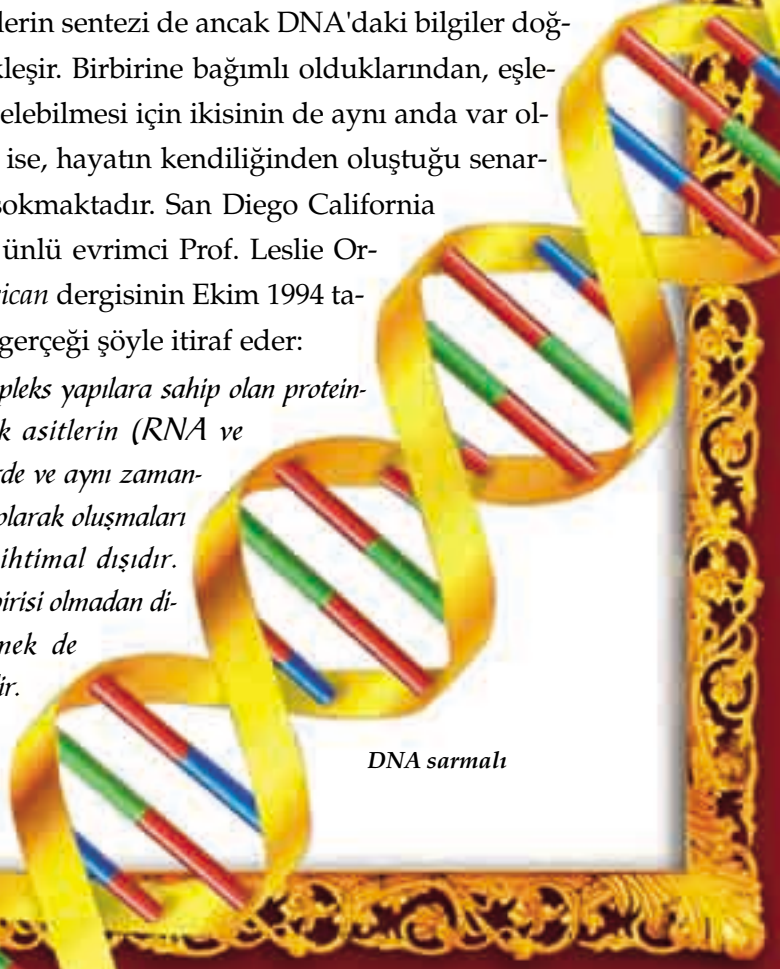 lerin sentezi de ancak DNA'daki bilgiler doğ-
kleşir. Birbirine bağımlı olduklarından, eşle-
elebilmesi için ikisinin de aynı anda var ol-
ise, hayatın kendiliğinden oluştuğu senar-
sokmaktadır. San Diego California
ünlü evrimci Prof. Leslie Or-
ican dergisinin Ekim 1994 ta-
gerçeği şöyle itiraf eder:
pleks yapılara sahip olan protein-
k asitlerin (RNA ve
rde ve aynı zaman-
olarak oluşmaları
ihtimal dışıdır.
birisi olmadan di-
mek de
ir.
DNA sarmalı